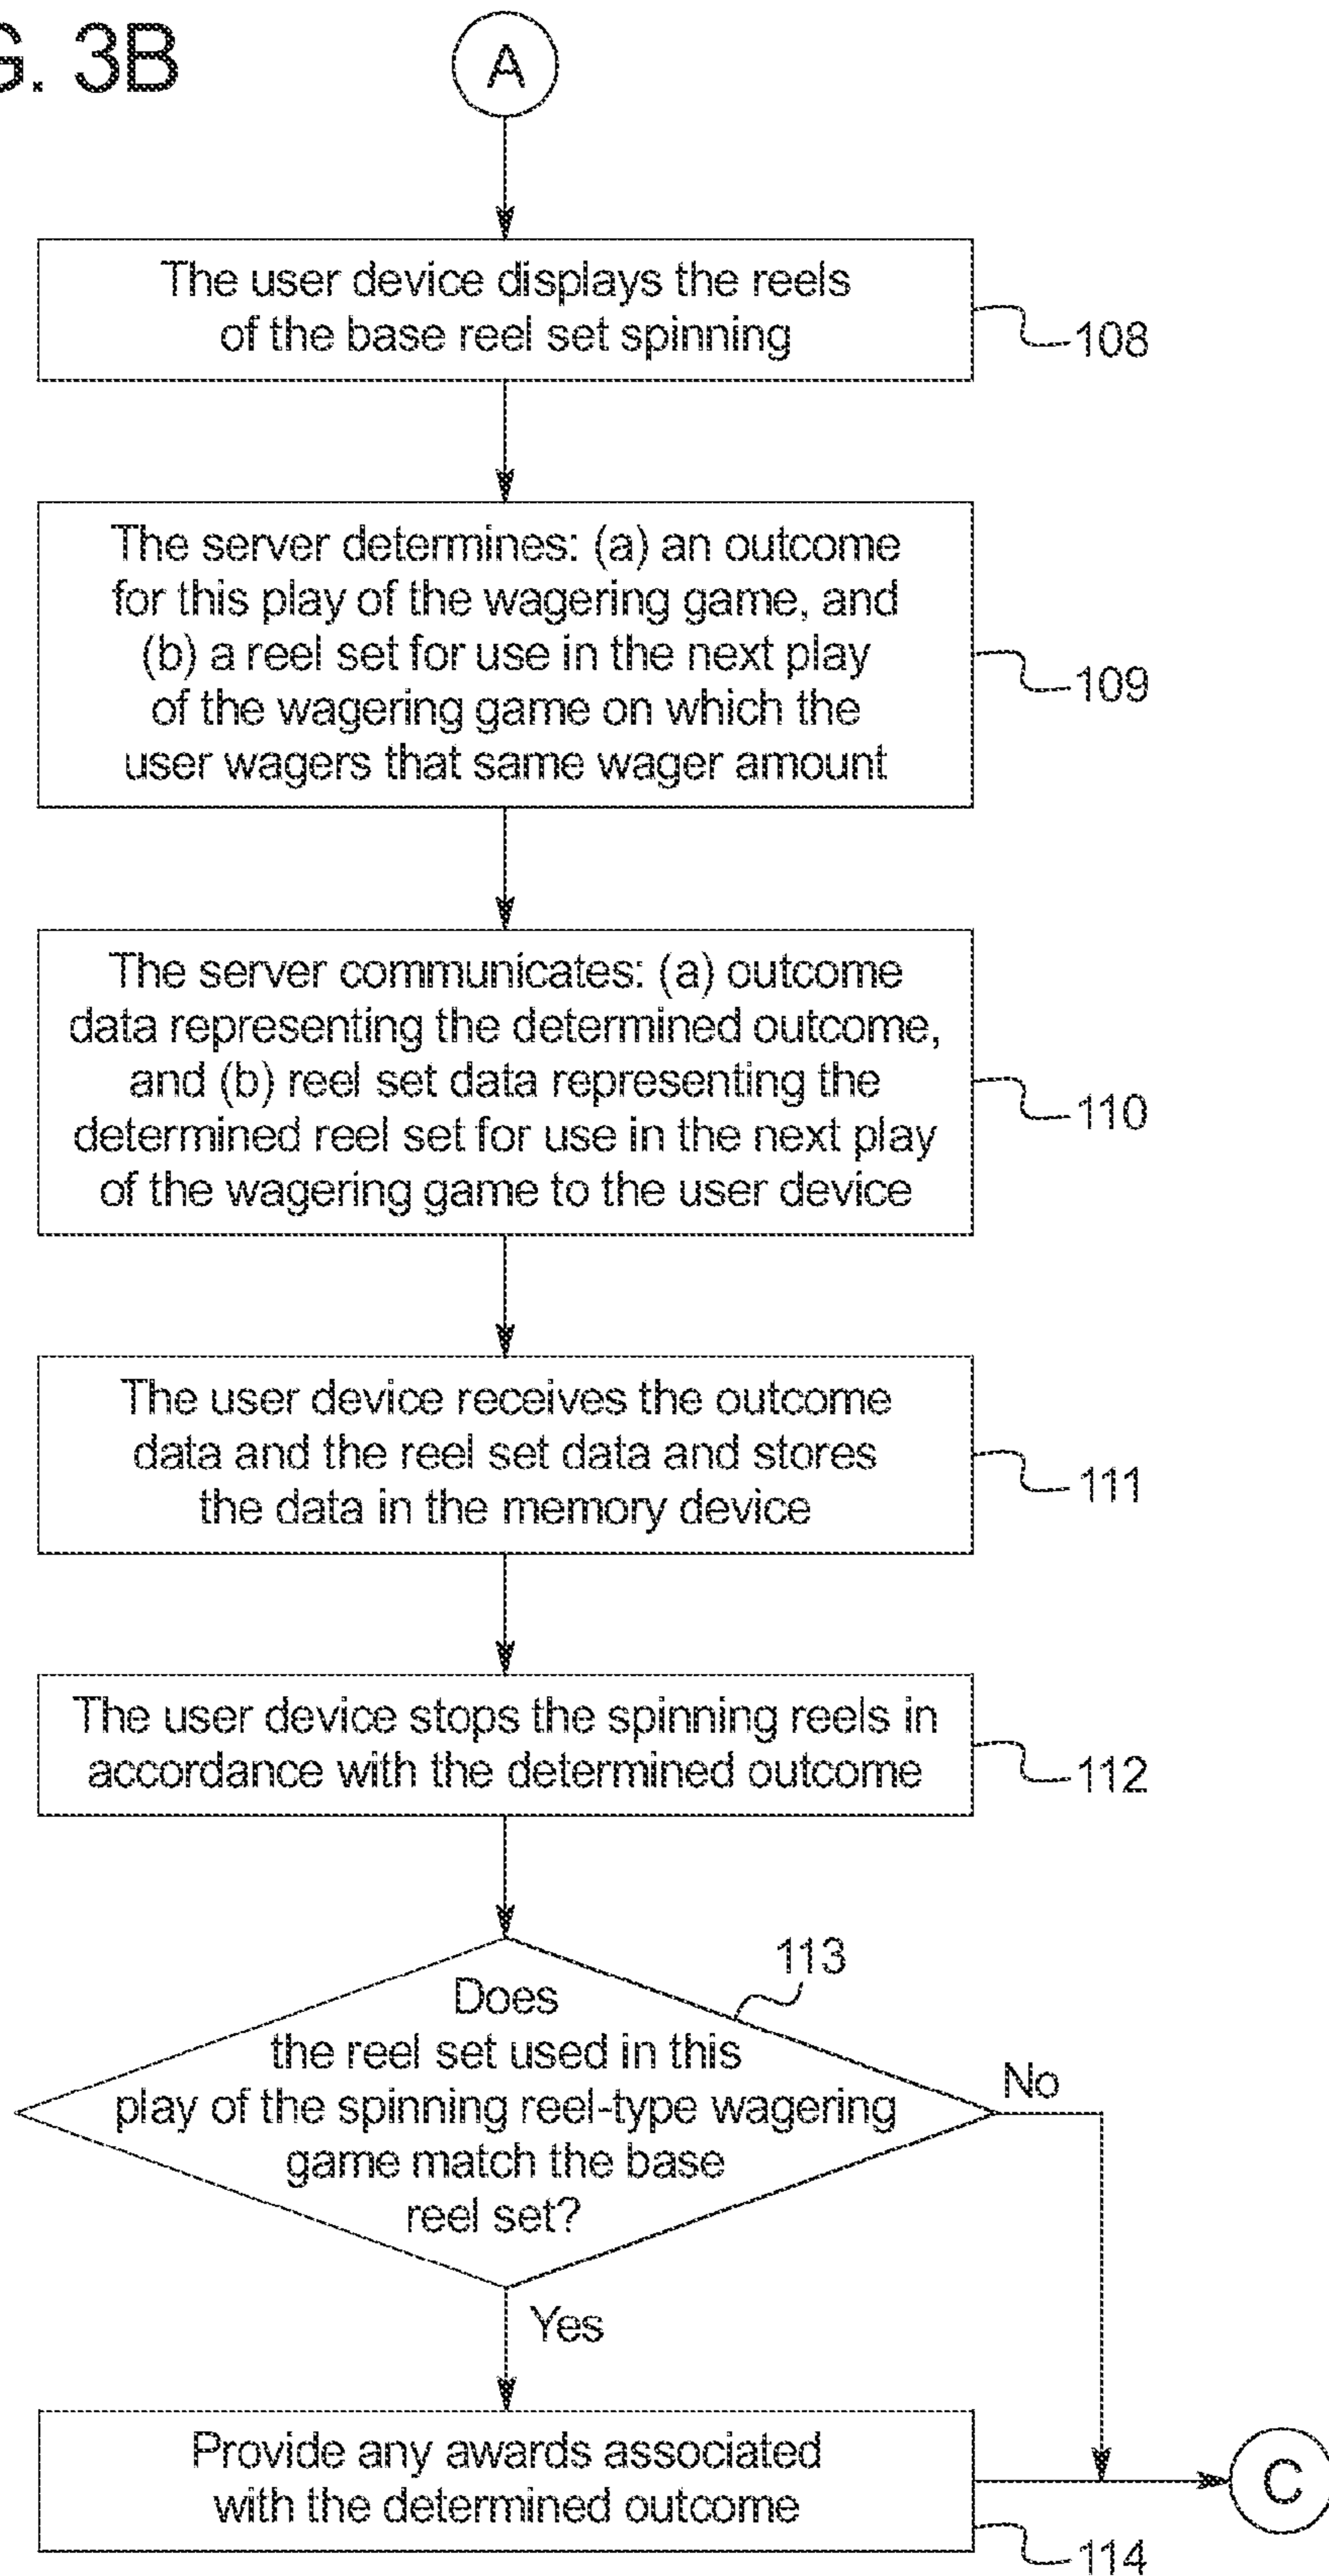 G. 3B
A
The user device displays the reels
of the base reel set spinning
108
The server determines: (a) an outcome
for this play of the wagering game, and
(b) a reel set for use in the next play
of the wagering game on which the
user wagers that same wager amount
109
The server communicates: (a) outcome
data representing the determined outcome,
and (b) reel set data representing the
determined reel set for use in the next play
of the wagering game to the user device
110
The user device receives the outcome
data and the reel set data and stores
the data in the memory device
111
The user device stops the spinning reels in
accordance with the determined outcome
112
113
Does
the reel set used in this
play of the spinning reel-type wagering
game match the base
reel set?
No
Yes
Provide any awards associated
with the determined outcome
114
C